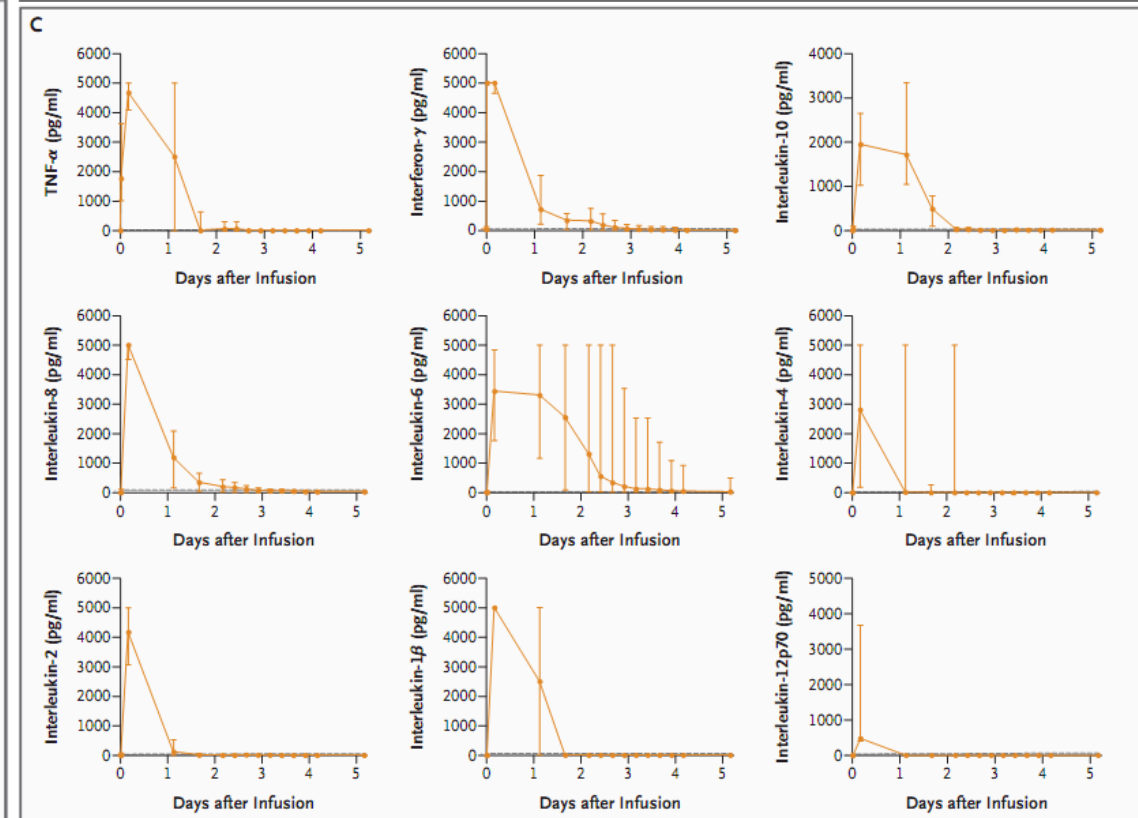 C
TNF-α (pg/ml)
6000
5000
4000
3000
2000
1000
0
0 1 2 3 4 5
Days after Infusion
Interferon-γ (pg/ml)
6000
5000
4000
3000
2000
1000
0
0 1 2 3 4 5
Days after Infusion
Interleukin-10 (pg/ml)
4000
3000
2000
1000
0
0 1 2 3 4 5
Days after Infusion
Interleukin-8 (pg/ml)
6000
5000
4000
3000
2000
1000
0
0 1 2 3 4 5
Days after Infusion
Interleukin-6 (pg/ml)
6000
5000
4000
3000
2000
1000
0
0 1 2 3 4 5
Days after Infusion
Interleukin-4 (pg/ml)
6000
5000
4000
3000
2000
1000
0
0 1 2 3 4 5
Days after Infusion
Interleukin-2 (pg/ml)
6000
5000
4000
3000
2000
1000
0
0 1 2 3 4 5
Days after Infusion
Interleukin-1β (pg/ml)
6000
5000
4000
3000
2000
1000
0
0 1 2 3 4 5
Days after Infusion
Interleukin-12p70 (pg/ml)
5000
4000
3000
2000
1000
0
0 1 2 3 4 5
Days after Infusion